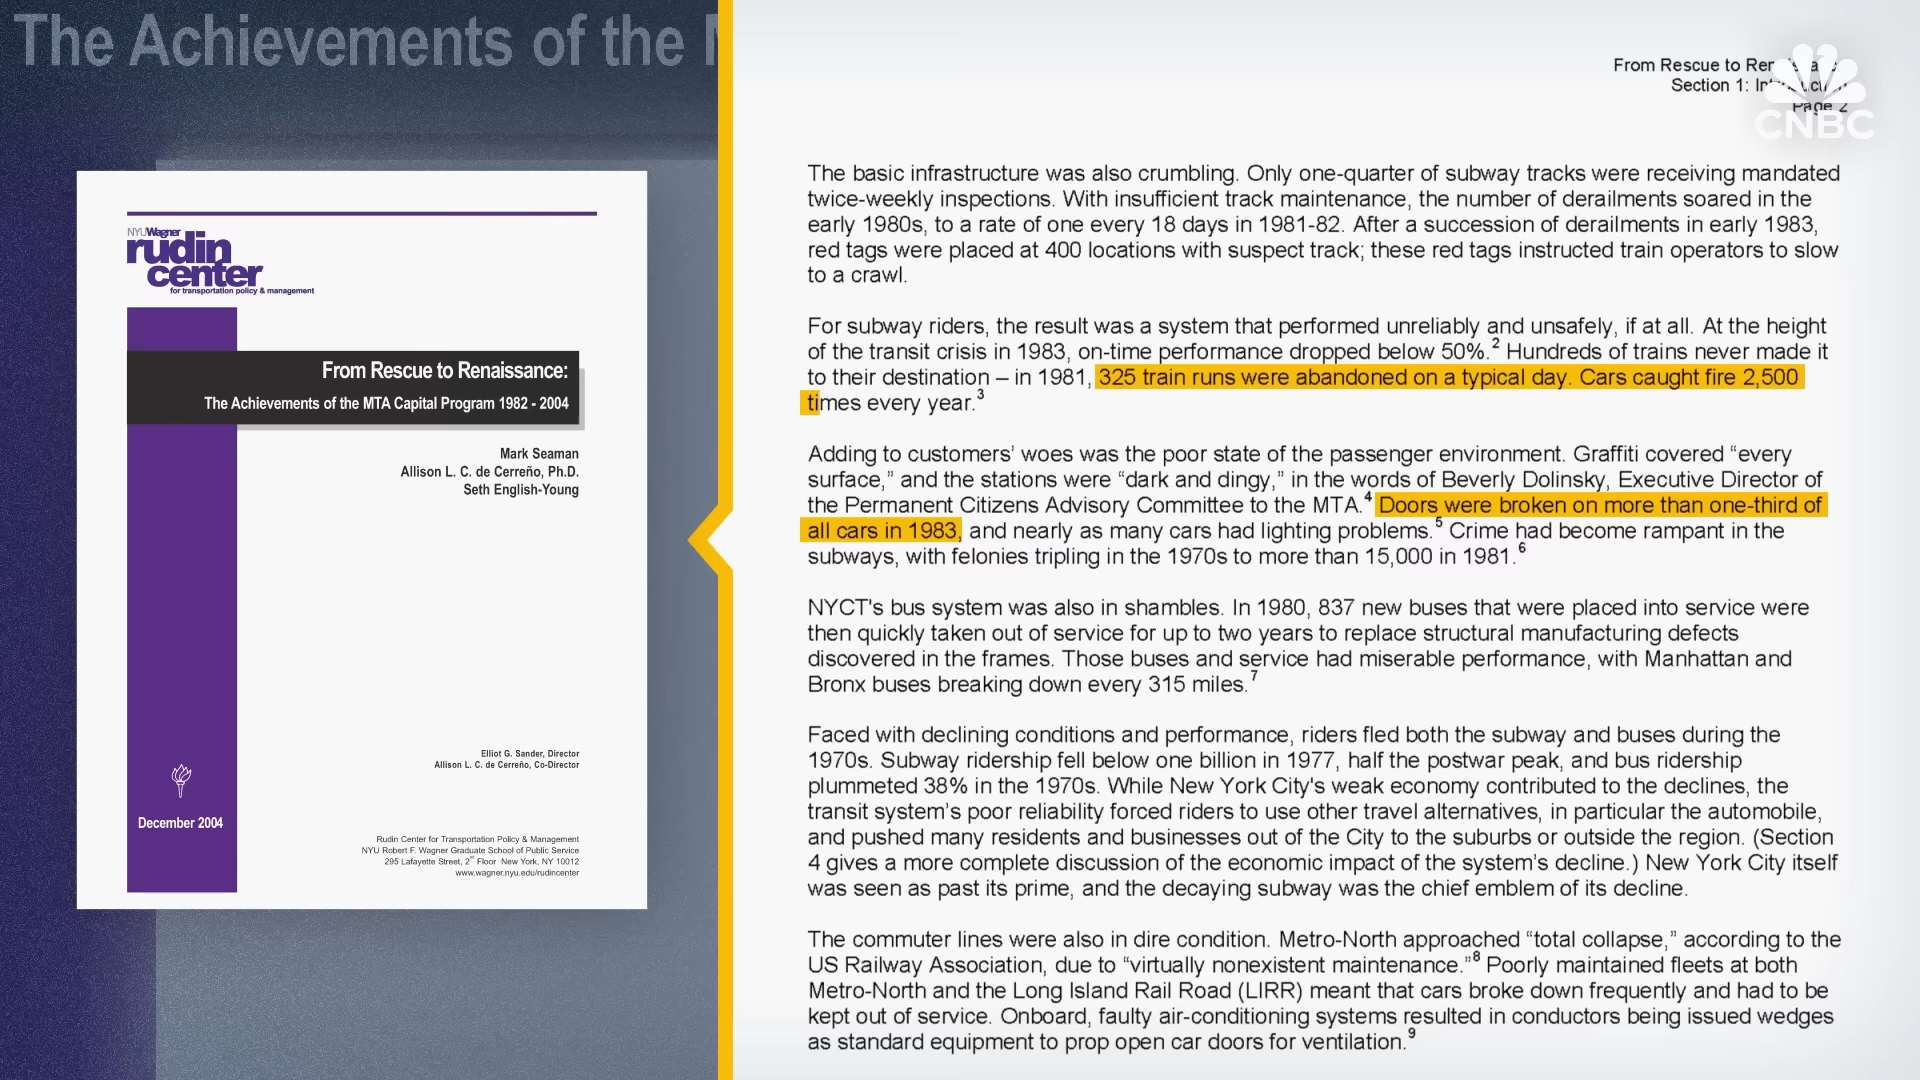 The Achievements of the
NYUWagner
rudin
center
for transportation policy & management
From Rescue to Renaissance:
The Achievements of the MTA Capital Program 1982 - 2004
Mark Seaman
Allison L. C. de Cerreño, Ph.D.
Seth English-Young
Elliot G. Sander, Director
Allison L. C. de Cerreño, Co-Director
December 2004
Rudin Center for Transportation Policy & Management
NYU Robert F. Wagner Graduate School of Public Service
295 Lafayette Street, 2 Floor New York, NY 10012
www.wagner.nyu.edu/rudincenter
From Rescue to Renaissance
Section 1: Introduction
Page 2
CNBC
The basic infrastructure was also crumbling. Only one-quarter of subway tracks were receiving mandated
twice-weekly inspections. With insufficient track maintenance, the number of derailments soared in the
early 1980s, to a rate of one every 18 days in 1981-82. After a succession of derailments in early 1983,
red tags were placed at 400 locations with suspect track; these red tags instructed train operators to slow
to a crawl.
For subway riders, the result was a system that performed unreliably and unsafely, if at all. At the height
of the transit crisis in 1983, on-time performance dropped below 50%.2 Hundreds of trains never made it
to their destination – in 1981, 325 train runs were abandoned on a typical day. Cars caught fire 2,500
times every year.3
Adding to customers’ woes was the poor state of the passenger environment. Graffiti covered “every
surface,” and the stations were “dark and dingy,” in the words of Beverly Dolinsky, Executive Director of
the Permanent Citizens Advisory Committee to the MTA.4 Doors were broken on more than one-third of
all cars in 1983, and nearly as many cars had lighting problems.5 Crime had become rampant in the
subways, with felonies tripling in the 1970s to more than 15,000 in 1981.6
NYCT's bus system was also in shambles. In 1980, 837 new buses that were placed into service were
then quickly taken out of service for up to two years to replace structural manufacturing defects
discovered in the frames. Those buses and service had miserable performance, with Manhattan and
Bronx buses breaking down every 315 miles.7
Faced with declining conditions and performance, riders fled both the subway and buses during the
1970s. Subway ridership fell below one billion in 1977, half the postwar peak, and bus ridership
plummeted 38% in the 1970s. While New York City's weak economy contributed to the declines, the
transit system’s poor reliability forced riders to use other travel alternatives, in particular the automobile,
and pushed many residents and businesses out of the City to the suburbs or outside the region. (Section
4 gives a more complete discussion of the economic impact of the system’s decline.) New York City itself
was seen as past its prime, and the decaying subway was the chief emblem of its decline.
The commuter lines were also in dire condition. Metro-North approached “total collapse,” according to the
US Railway Association, due to “virtually nonexistent maintenance.”8 Poorly maintained fleets at both
Metro-North and the Long Island Rail Road (LIRR) meant that cars broke down frequently and had to be
kept out of service. Onboard, faulty air-conditioning systems resulted in conductors being issued wedges
as standard equipment to prop open car doors for ventilation.9